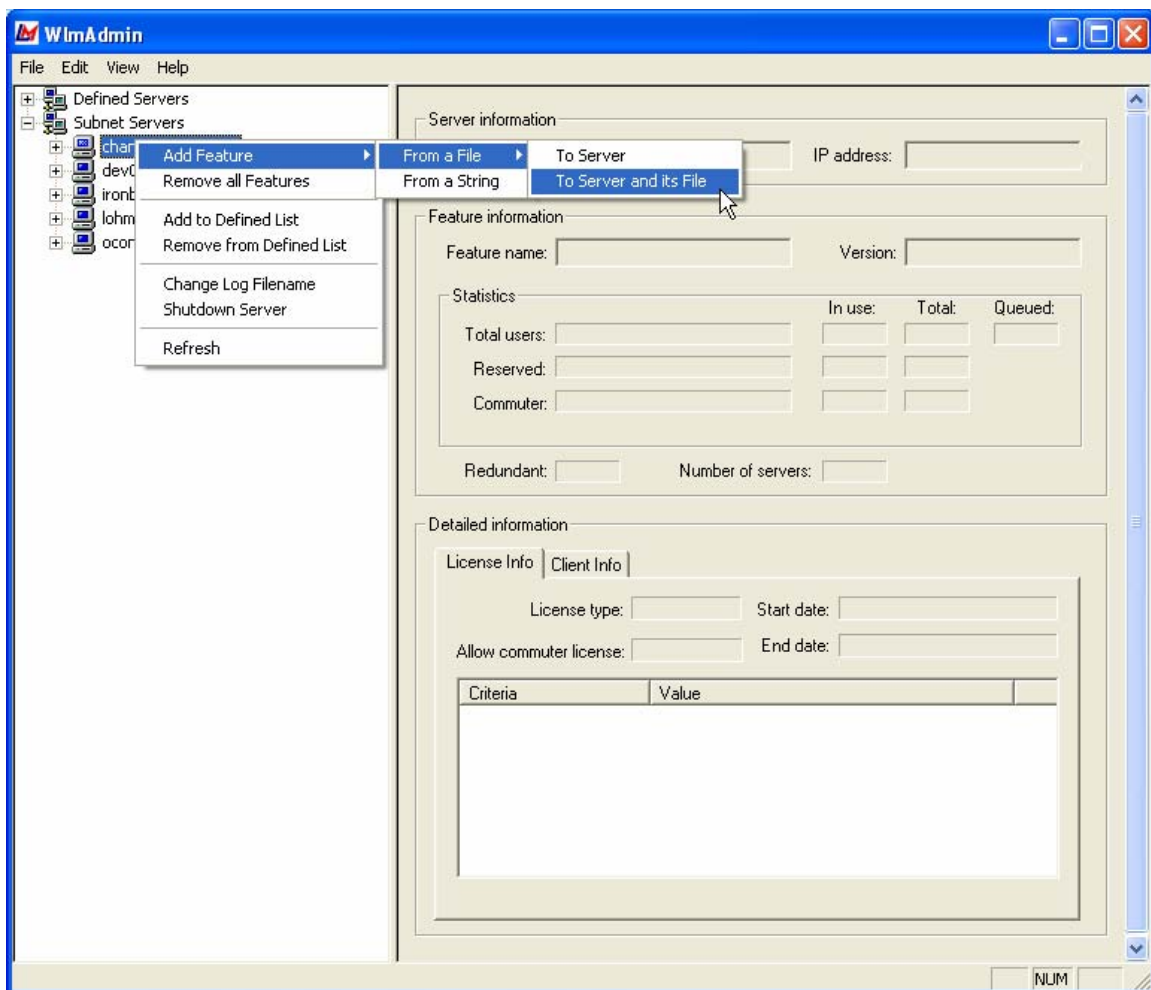 WlmAdmin
File Edit View Help
Defined Servers
Subnet Servers
Add Feature
Remove all Features
Add to Defined List
Remove from Defined List
Change Log Filename
Shutdown Server
Refresh
From a File
From a String
To Server
To Server and its File
Server information
IP address:
Feature information
Feature name:
Version:
Statistics
In use: Total: Queued:
Total users:
Reserved:
Commuter:
Redundant:
Number of servers:
Detailed information
License Info Client Info
License type:
Start date:
Allow commuter license:
End date:
Criteria Value
NUM